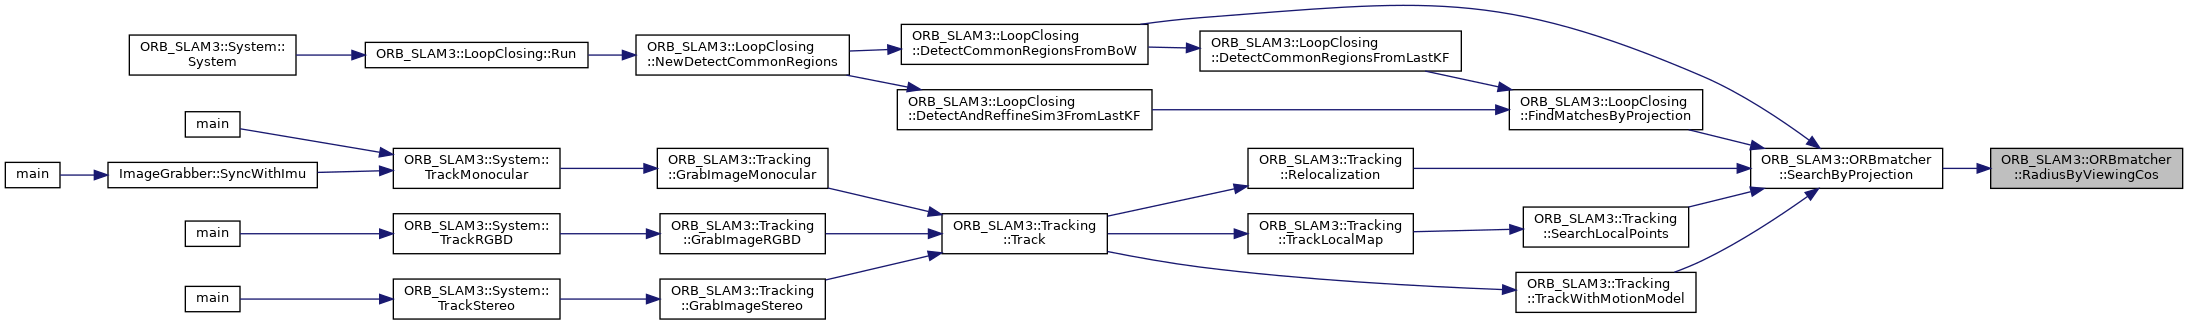 ORB_SLAM3::System::
System
ORB_SLAM3::LoopClosing::Run
ORB_SLAM3::LoopClosing
::NewDetectCommonRegions
ORB_SLAM3::LoopClosing
::DetectCommonRegionsFromBoW
ORB_SLAM3::LoopClosing
::DetectCommonRegionsFromLastKF
ORB_SLAM3::LoopClosing
::DetectAndReffineSim3FromLastKF
ORB_SLAM3::LoopClosing
::FindMatchesByProjection
main
main
ImageGrabber::SyncWithImu
ORB_SLAM3::System::
TrackMonocular
ORB_SLAM3::Tracking
::GrabImageMonocular
ORB_SLAM3::Tracking
::Relocalization
ORB_SLAM3::ORBmatcher
::SearchByProjection
ORB_SLAM3::ORBmatcher
::RadiusByViewingCos
main
ORB_SLAM3::System::
TrackRGBD
ORB_SLAM3::Tracking
::GrabImageRGBD
ORB_SLAM3::Tracking
::Track
ORB_SLAM3::Tracking
::TrackLocalMap
ORB_SLAM3::Tracking
::SearchLocalPoints
main
ORB_SLAM3::System::
TrackStereo
ORB_SLAM3::Tracking
::GrabImageStereo
ORB_SLAM3::Tracking
::TrackWithMotionModel